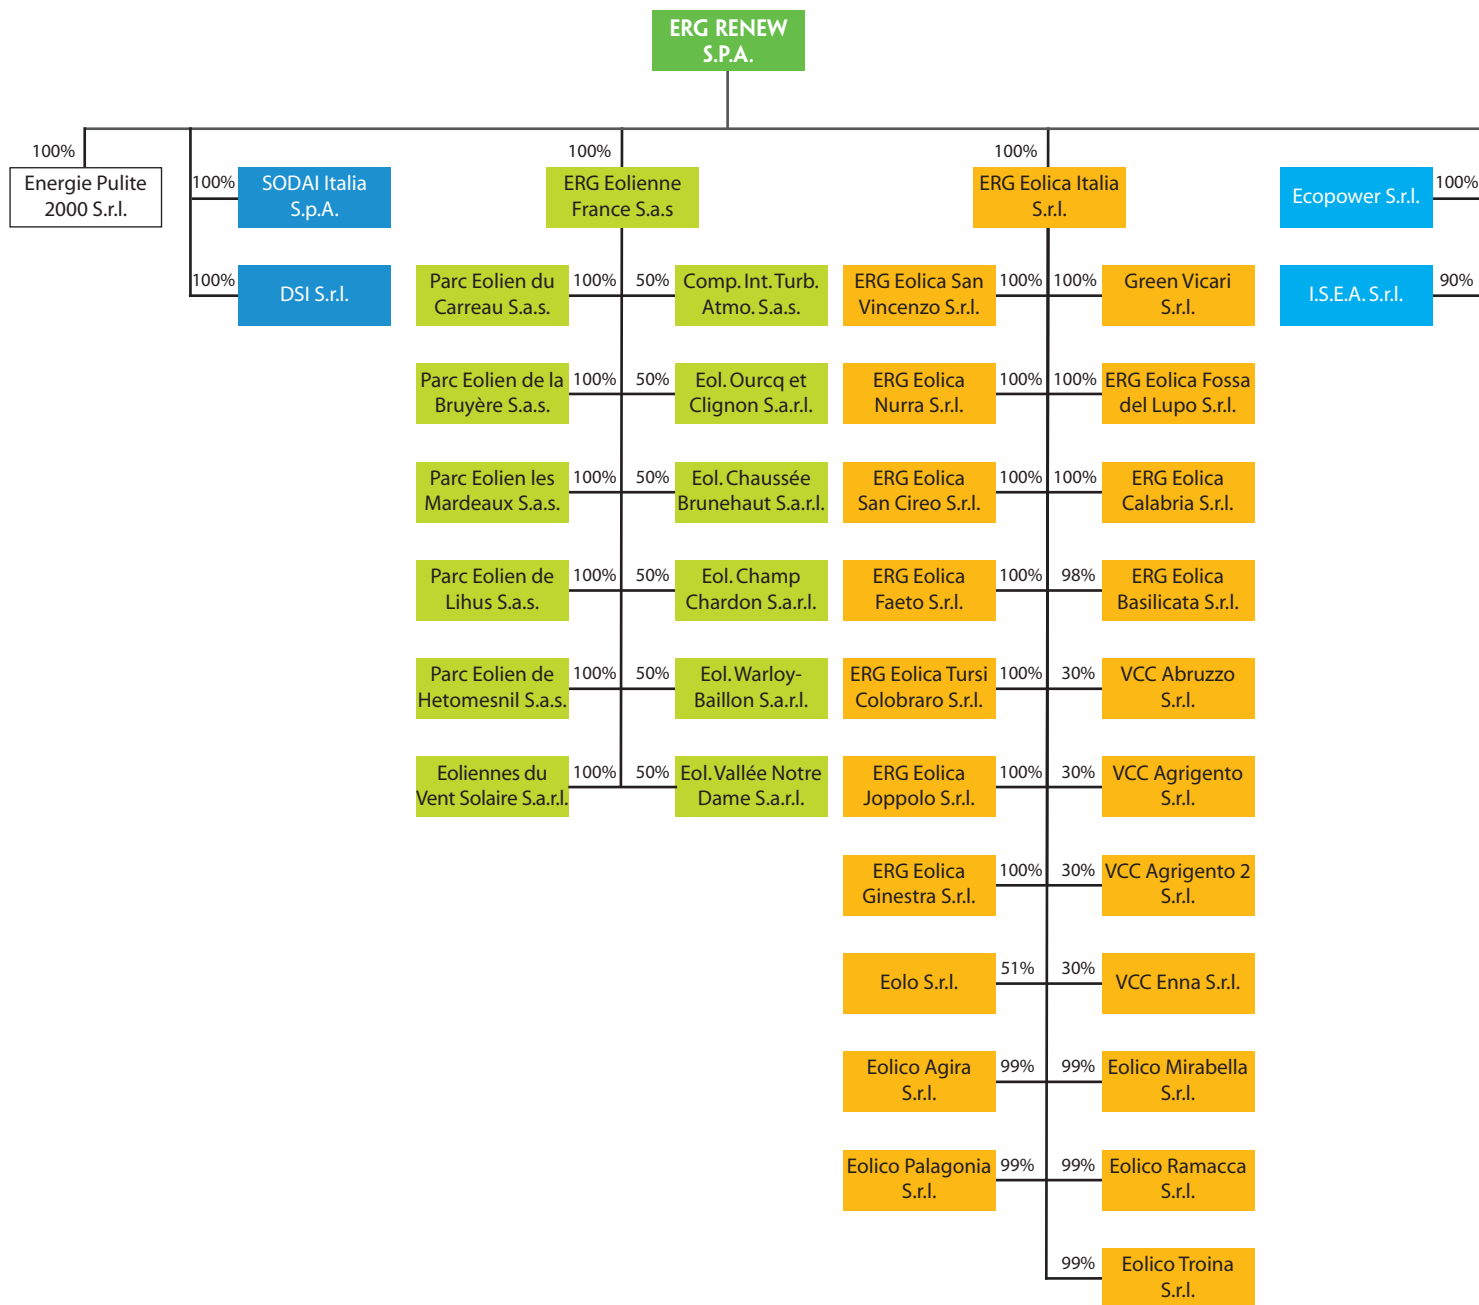 ERG RENEW
S.P.A.
100%
Energie Pulite
2000 S.r.l.
100%
SODAI Italia
S.p.A.
100%
DSI S.r.l.
100%
ERG Eolienne
France S.a.s
Parc Eolien du
Carreau S.a.s.
100%
50%
Comp. Int. Turb.
Atmo. S.a.s.
Parc Eolien de la
Bruyère S.a.s.
100%
50%
Eol. Ourcq et
Clignon S.a.r.l.
Parc Eolien les
Mardeaux S.a.s.
100%
50%
Eol. Chaussée
Brunehaut S.a.r.l.
Parc Eolien de
Lihus S.a.s.
100%
50%
Eol. Champ
Chardon S.a.r.l.
Parc Eolien de
Hetomesnil S.a.s.
100%
50%
Eol. Warloy-
Baillon S.a.r.l.
Eoliennes du
Vent Solaire S.a.r.l.
100%
50%
Eol. Vallée Notre
Dame S.a.r.l.
100%
ERG Eolica Italia
S.r.l.
ERG Eolica San
Vincenzo S.r.l.
100%
100%
Green Vicari
S.r.l.
ERG Eolica
Nurra S.r.l.
100%
100%
ERG Eolica Fossa
del Lupo S.r.l.
ERG Eolica
San Cireo S.r.l.
100%
100%
ERG Eolica
Calabria S.r.l.
ERG Eolica
Faeto S.r.l.
100%
98%
ERG Eolica
Basilicata S.r.l.
ERG Eolica Tursi
Colobraro S.r.l.
100%
30%
VCC Abruzzo
S.r.l.
ERG Eolica
Joppolo S.r.l.
100%
30%
VCC Agrigento
S.r.l.
ERG Eolica
Ginestra S.r.l.
100%
30%
VCC Agrigento 2
S.r.l.
Eolo S.r.l.
51%
30%
VCC Enna S.r.l.
Eolico Agira
S.r.l.
99%
99%
Eolico Mirabella
S.r.l.
Eolico Palagonia
S.r.l.
99%
99%
Eolico Ramacca
S.r.l.
99%
Eolico Troina
S.r.l.
Ecopower S.r.l.
100%
I.S.E.A. S.r.l.
90%